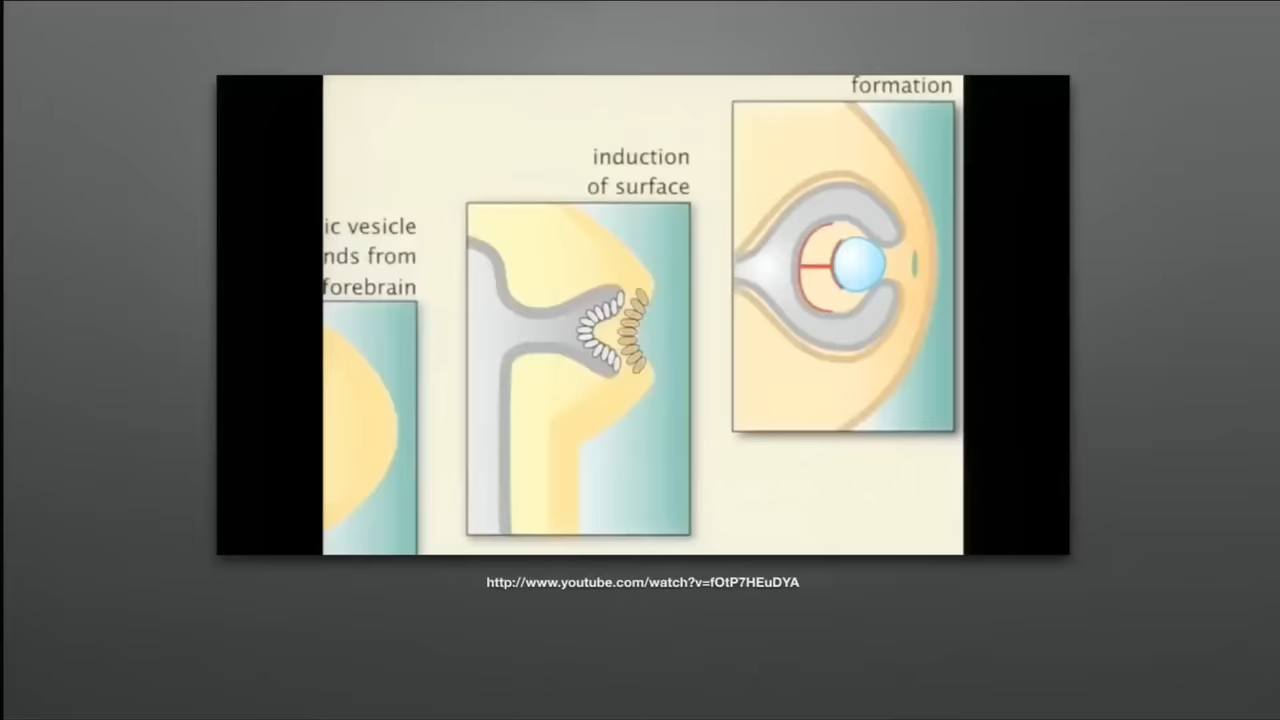 formation
induction
of surface
ic vesicle
nds from
forebrain
http://www.youtube.com/watch?v=fOtP7HEuDYA